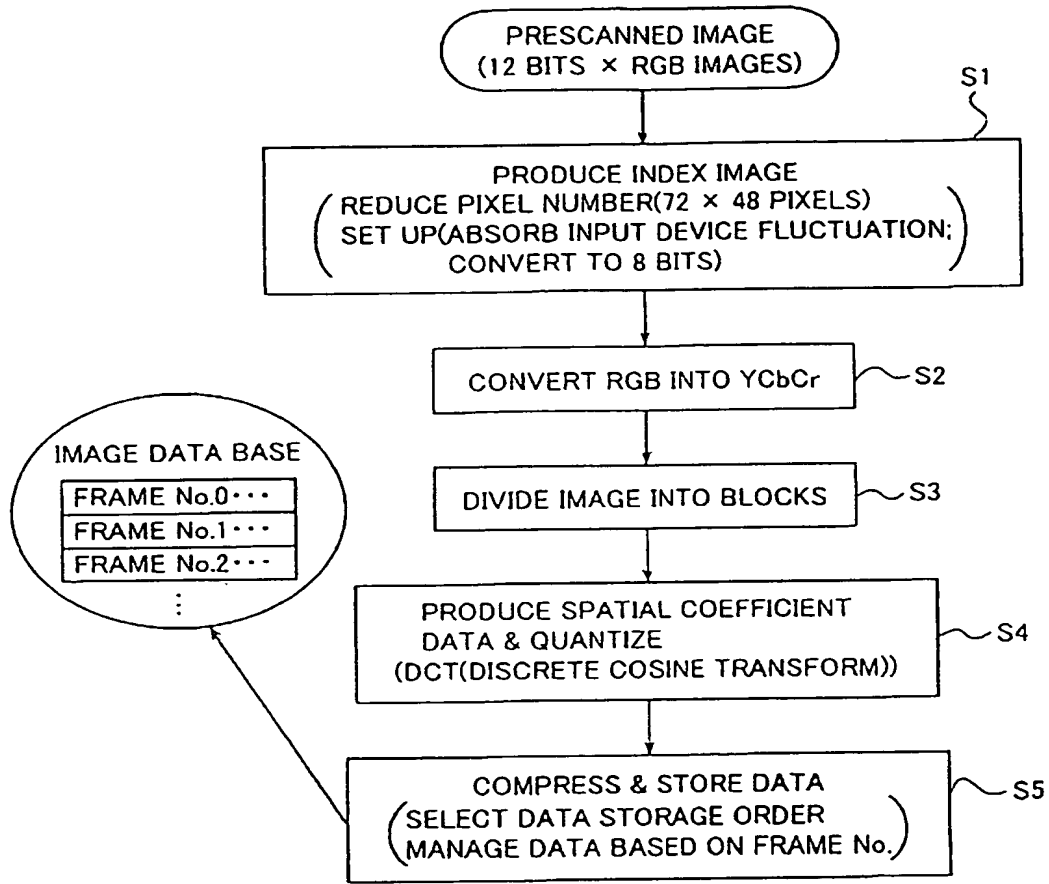 PRESCANNED IMAGE
(12 BITS × RGB IMAGES)
S1
PRODUCE INDEX IMAGE
(REDUCE PIXEL NUMBER(72 × 48 PIXELS)
SET UP(ABSORB INPUT DEVICE FLUCTUATION;
CONVERT TO 8 BITS))
CONVERT RGB INTO YCbCr
S2
DIVIDE IMAGE INTO BLOCKS
S3
IMAGE DATA BASE
FRAME No.0···
FRAME No.1···
FRAME No.2···
⋮
PRODUCE SPATIAL COEFFICIENT
DATA & QUANTIZE
(DCT(DISCRETE COSINE TRANSFORM))
S4
COMPRESS & STORE DATA
(SELECT DATA STORAGE ORDER
MANAGE DATA BASED ON FRAME No.)
S5